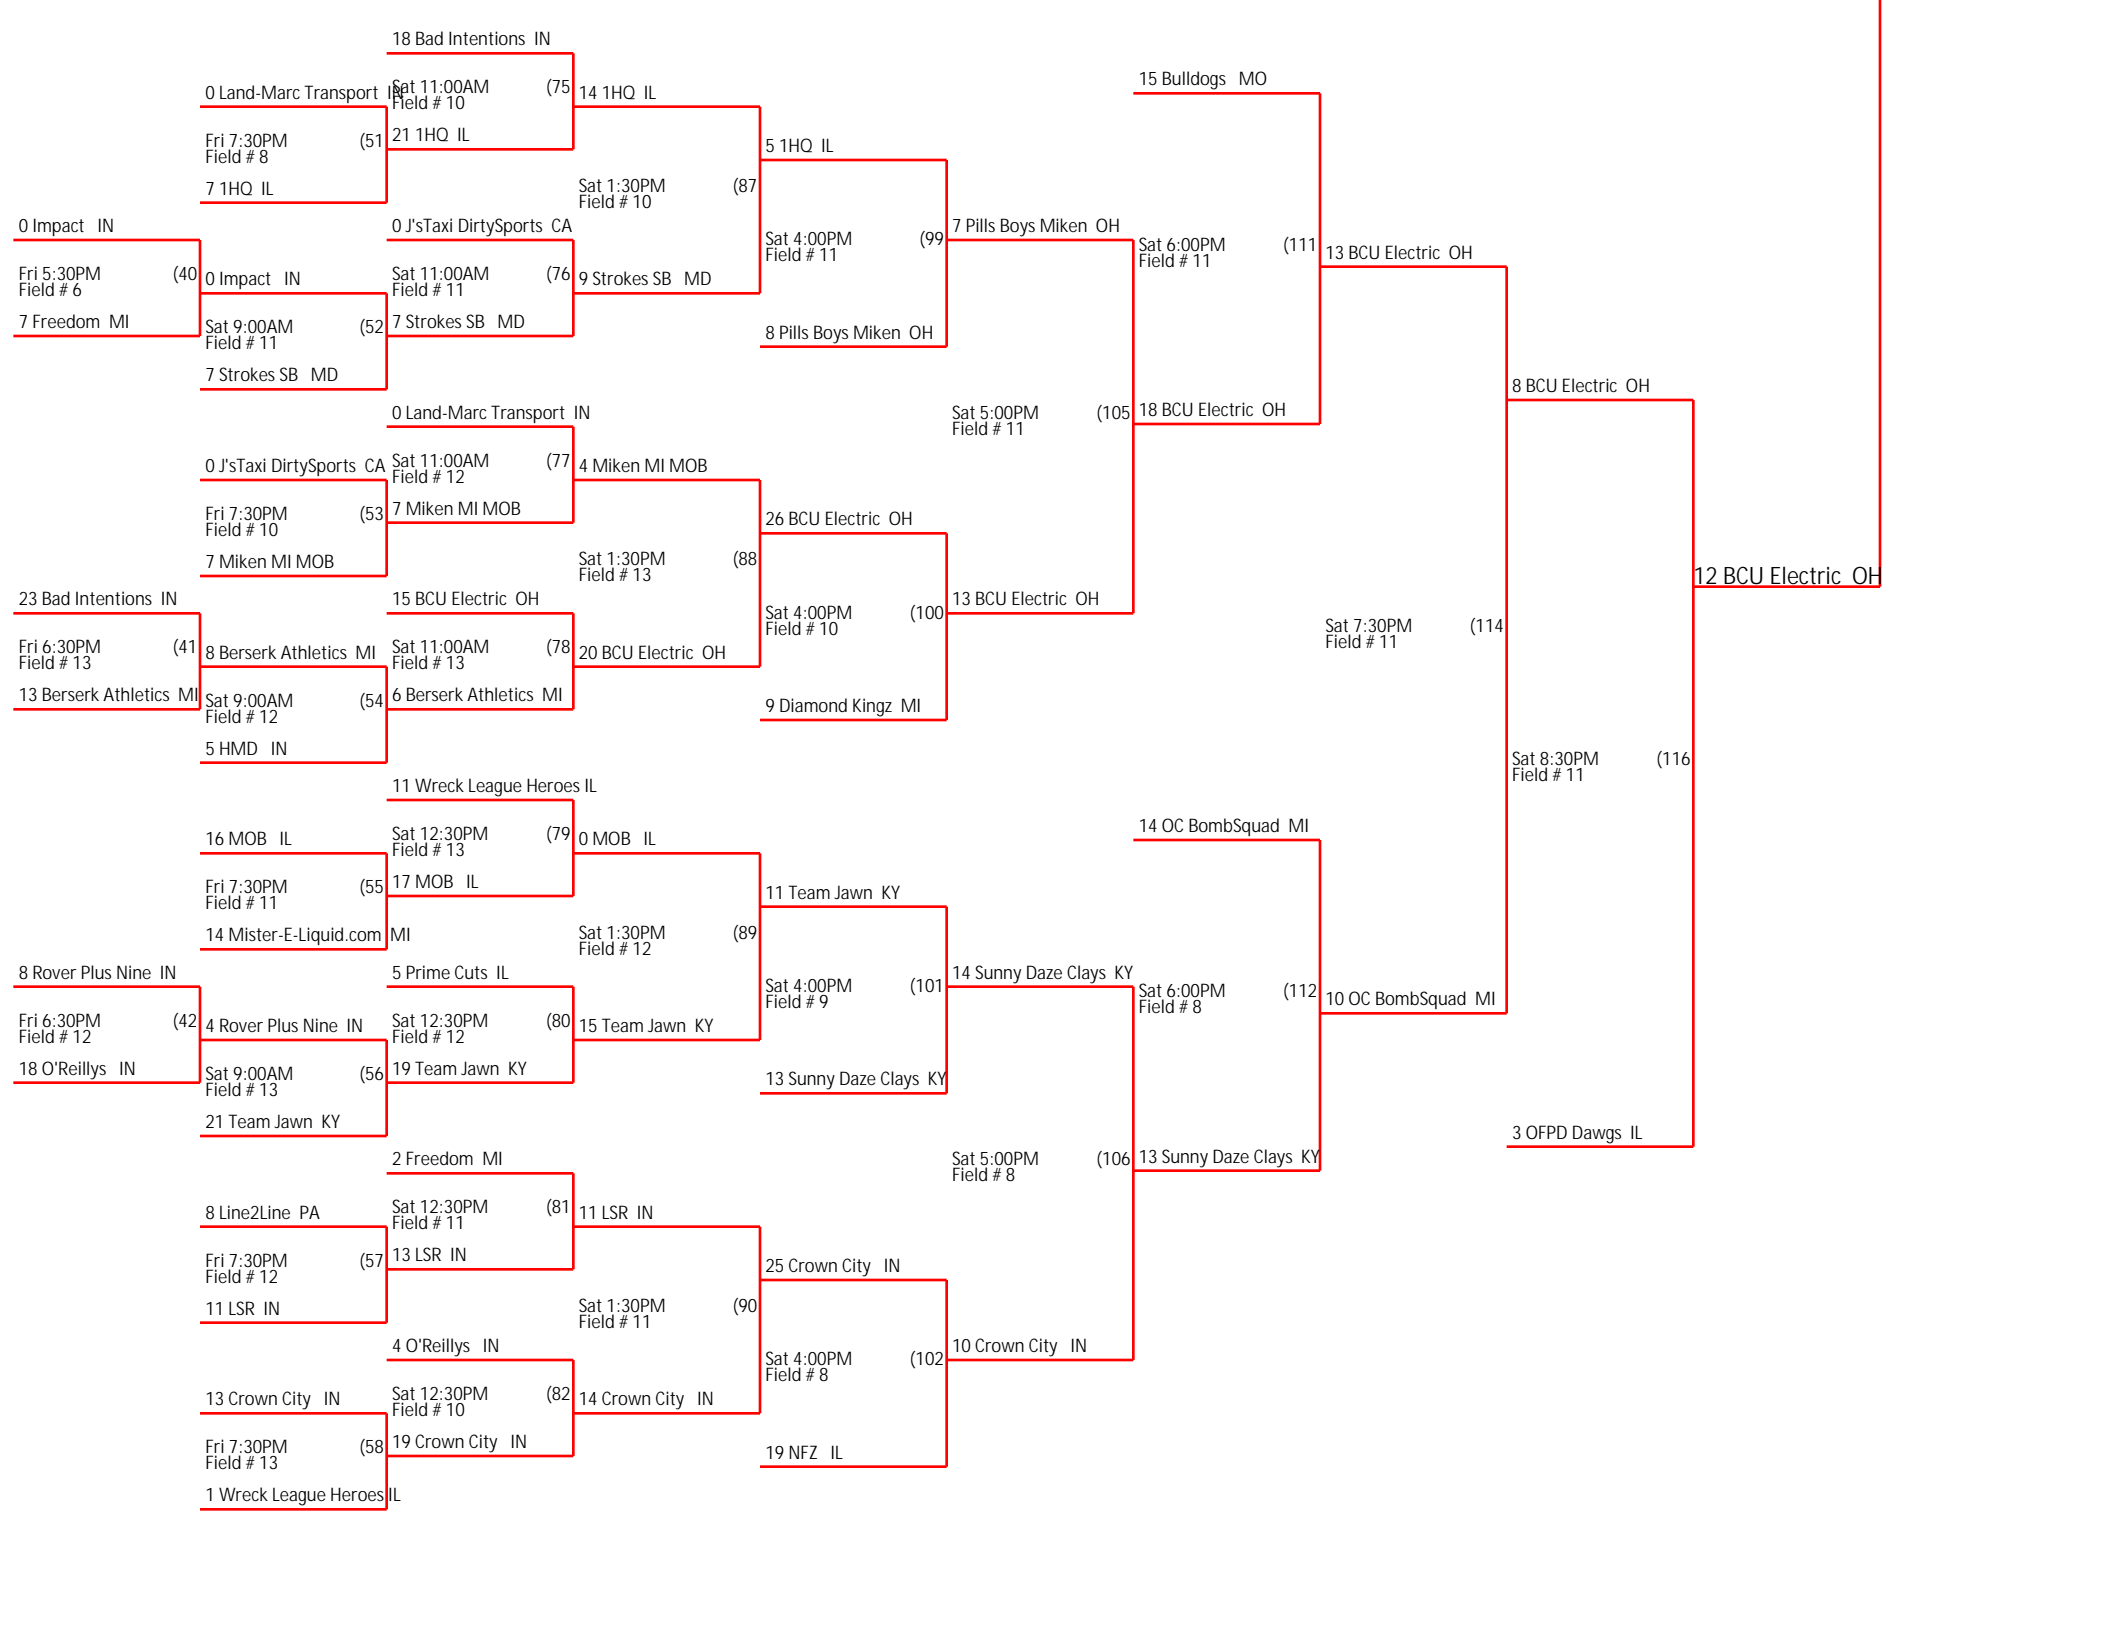 18 Bad Intentions IN
0 Land-Marc Transport IN
Sat 11:00AM (75
Field # 10
14 1HQ IL
15 Bulldogs MO
Fri 7:30PM (51
Field # 8
21 1HQ IL
5 1HQ IL
7 1HQ IL
Sat 1:30PM (87
Field # 10
0 Impact IN
0 J'sTaxi DirtySports CA
Sat 4:00PM (99
Field # 11
7 Pills Boys Miken OH
Sat 6:00PM (111
Field # 11
13 BCU Electric OH
Fri 5:30PM (40
Field # 6
0 Impact IN
Sat 11:00AM (76
Field # 11
9 Strokes SB MD
7 Freedom MI
Sat 9:00AM (52
Field # 11
7 Strokes SB MD
8 Pills Boys Miken OH
7 Strokes SB MD
8 BCU Electric OH
0 Land-Marc Transport IN
Sat 5:00PM (105
Field # 11
18 BCU Electric OH
0 J'sTaxi DirtySports CA
Sat 11:00AM (77
Field # 12
4 Miken MI MOB
Fri 7:30PM (53
Field # 10
7 Miken MI MOB
26 BCU Electric OH
7 Miken MI MOB
Sat 1:30PM (88
Field # 13
12 BCU Electric OH
23 Bad Intentions IN
15 BCU Electric OH
Sat 4:00PM (100
Field # 10
13 BCU Electric OH
Sat 7:30PM (114
Field # 11
Fri 6:30PM (41
Field # 13
8 Berserk Athletics MI
Sat 11:00AM (78
Field # 13
20 BCU Electric OH
13 Berserk Athletics MI
Sat 9:00AM (54
Field # 12
6 Berserk Athletics MI
9 Diamond Kingz MI
5 HMD IN
Sat 8:30PM (116
Field # 11
11 Wreck League Heroes IL
16 MOB IL
Sat 12:30PM (79
Field # 13
0 MOB IL
14 OC BombSquad MI
Fri 7:30PM (55
Field # 11
17 MOB IL
11 Team Jawn KY
14 Mister-E-Liquid.com MI
Sat 1:30PM (89
Field # 12
8 Rover Plus Nine IN
5 Prime Cuts IL
Sat 4:00PM (101
Field # 9
14 Sunny Daze Clays KY
Sat 6:00PM (112
Field # 8
10 OC BombSquad MI
Fri 6:30PM (42
Field # 12
4 Rover Plus Nine IN
Sat 12:30PM (80
Field # 12
15 Team Jawn KY
18 O'Reillys IN
Sat 9:00AM (56
Field # 13
19 Team Jawn KY
13 Sunny Daze Clays KY
21 Team Jawn KY
3 OFPD Dawgs IL
2 Freedom MI
Sat 5:00PM (106
Field # 8
13 Sunny Daze Clays KY
8 Line2Line PA
Sat 12:30PM (81
Field # 11
11 LSR IN
Fri 7:30PM (57
Field # 12
13 LSR IN
25 Crown City IN
11 LSR IN
Sat 1:30PM (90
Field # 11
4 O'Reillys IN
Sat 4:00PM (102
Field # 8
10 Crown City IN
13 Crown City IN
Sat 12:30PM (82
Field # 10
14 Crown City IN
Fri 7:30PM (58
Field # 13
19 Crown City IN
19 NFZ IL
1 Wreck League Heroes IL